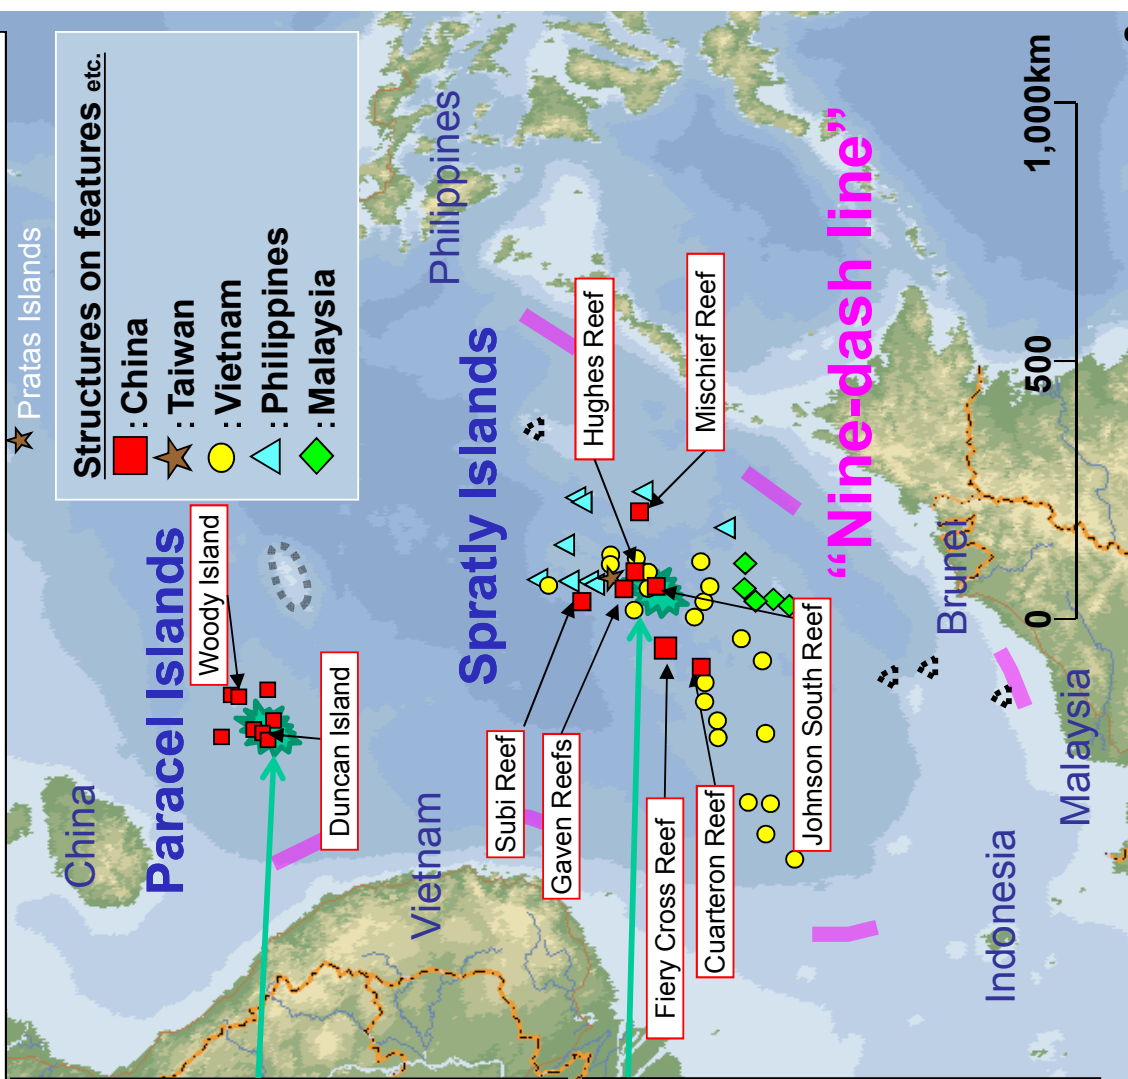 Pratas Islands
Structures on features etc.
: China
: Taiwan
: Vietnam
: Philippines
: Malaysia
China
Paracel Islands
Woody Island
Duncan Island
Vietnam
Philippines
Spratly Islands
Subi Reef
Gaven Reefs
Hughes Reef
Mischief Reef
Fiery Cross Reef
Cuarteron Reef
Johnson South Reef
“Nine-dash line”
Brunei
Malaysia
Indonesia
0
500
1,000km